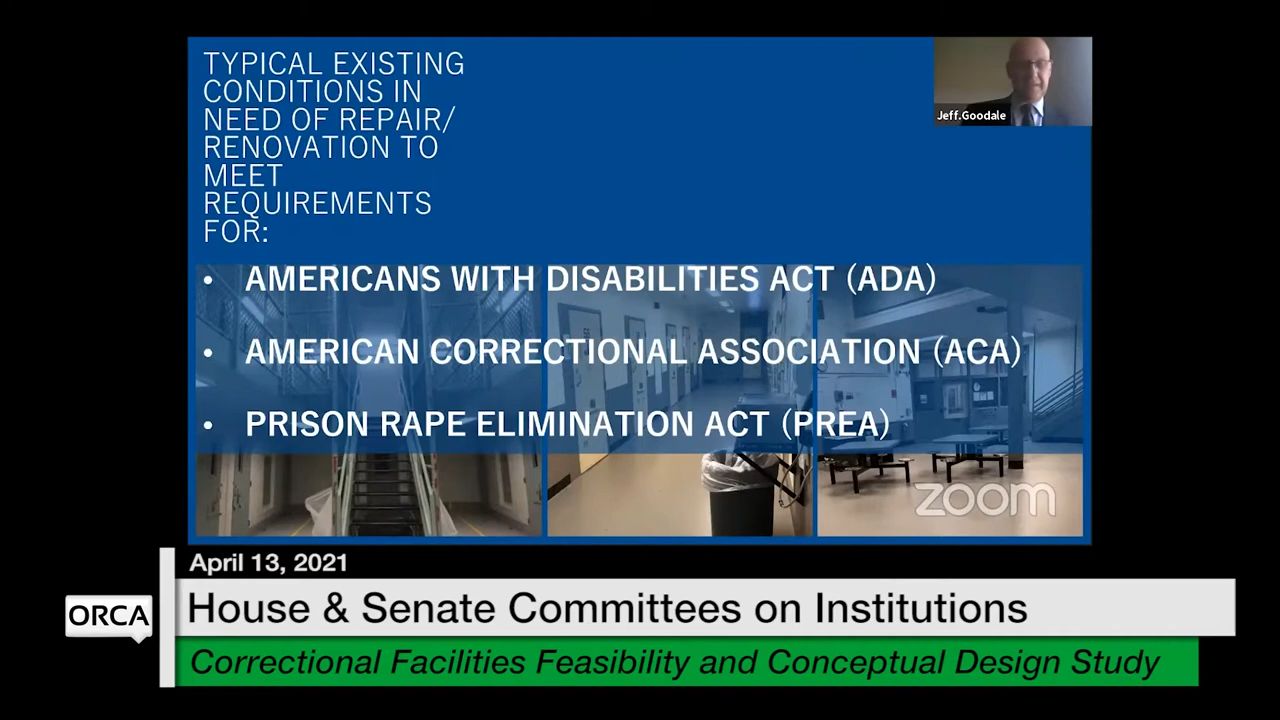 TYPICAL EXISTING
CONDITIONS IN
NEED OF REPAIR/
RENOVATION TO
MEET
REQUIREMENTS
FOR:
Jeff.Goodale
• AMERICANS WITH DISABILITIES ACT (ADA)
• AMERICAN CORRECTIONAL ASSOCIATION (ACA)
• PRISON RAPE ELIMINATION ACT (PREA)
zoom
April 13, 2021
ORCA
House & Senate Committees on Institutions
Correctional Facilities Feasibility and Conceptual Design Study